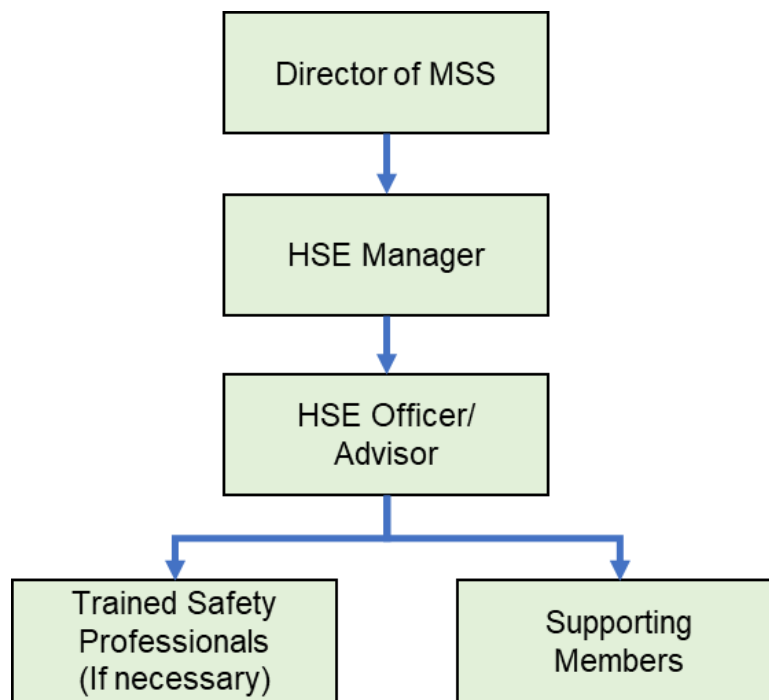 Director of MSS
HSE Manager
HSE Officer/
Advisor
Trained Safety
Professionals
(If necessary)
Supporting
Members